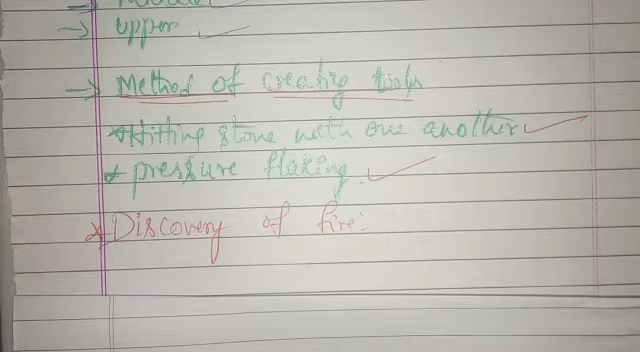 → Upper
→ Method of creating tools
* Hitting stone with one another
* pressure flaking.
* Discovery of fire: